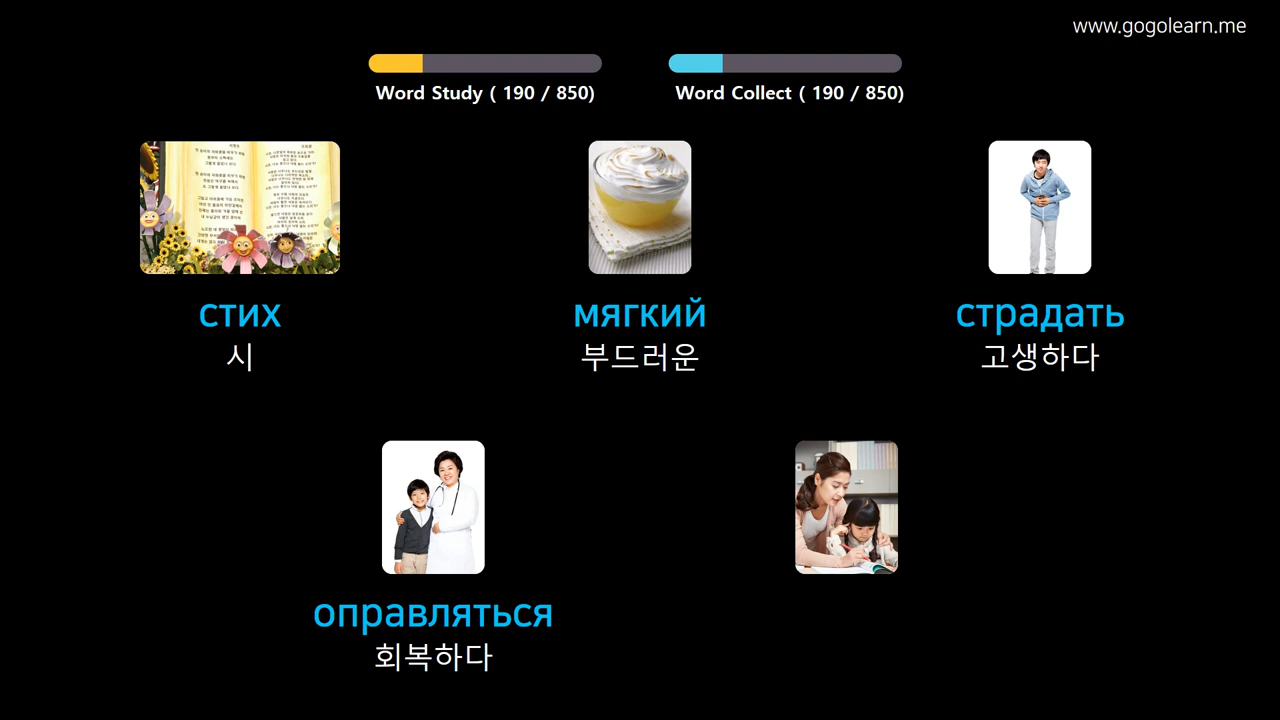 www.gogolearn.me
Word Study ( 190 / 850)
Word Collect ( 190 / 850)
стих
시
мягкий
부드러운
страдать
고생하다
оправляться
회복하다